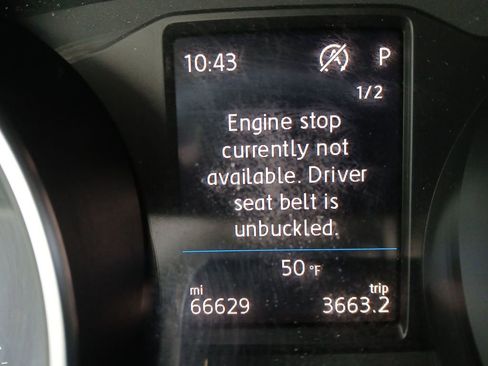 10:43 P
1/2
Engine stop
currently not
available. Driver
seat belt is
unbuckled.
50 °F
mi trip
66629 3663.2